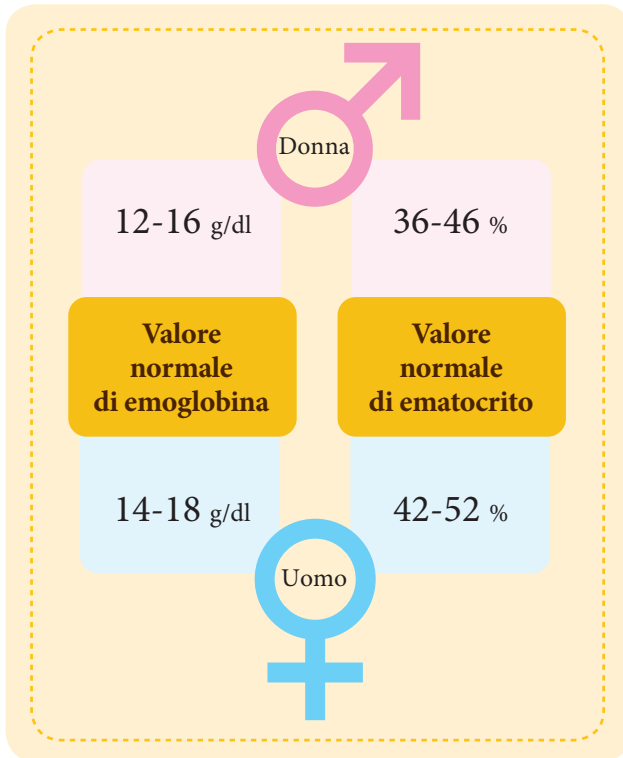 Donna
12-16 g/dl
36-46 %
Valore
normale
di emoglobina
Valore
normale
di ematocrito
14-18 g/dl
42-52 %
Uomo